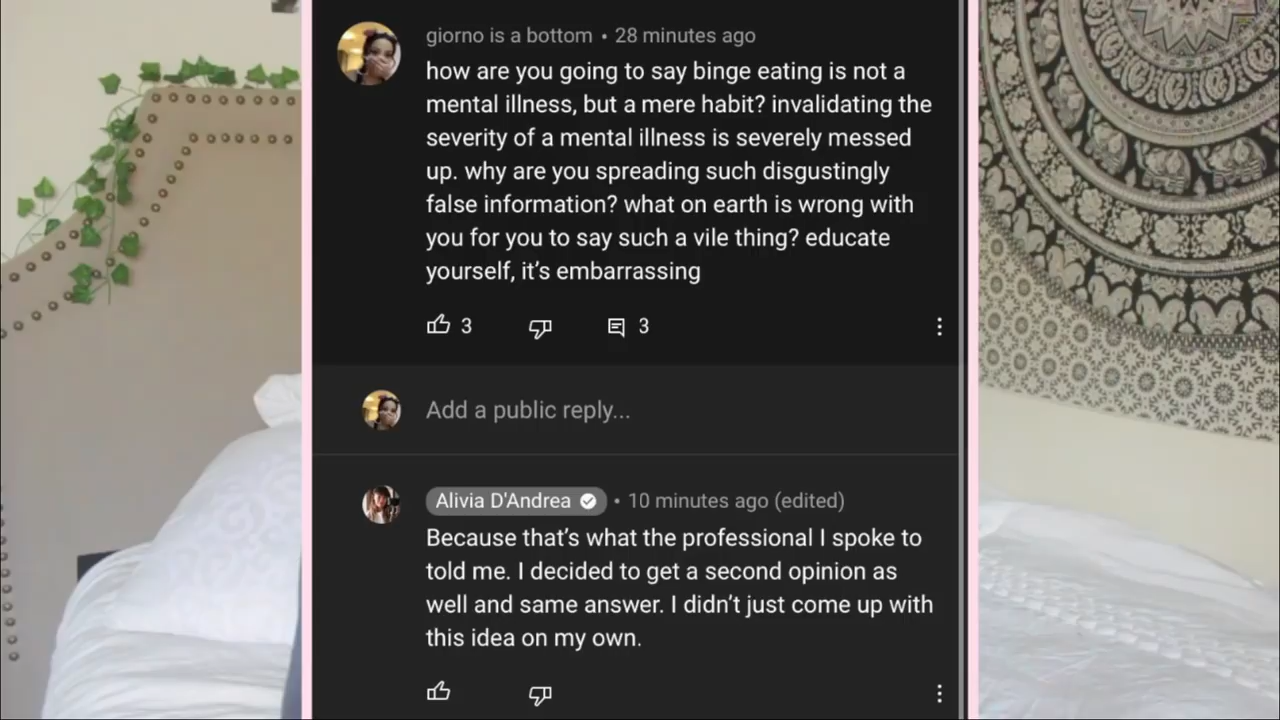 giorno is a bottom • 28 minutes ago
how are you going to say binge eating is not a
mental illness, but a mere habit? invalidating the
severity of a mental illness is severely messed
up. why are you spreading such disgustingly
false information? what on earth is wrong with
you for you to say such a vile thing? educate
yourself, it’s embarrassing
3 3
Add a public reply...
Alivia D'Andrea • 10 minutes ago (edited)
Because that’s what the professional I spoke to
told me. I decided to get a second opinion as
well and same answer. I didn’t just come up with
this idea on my own.